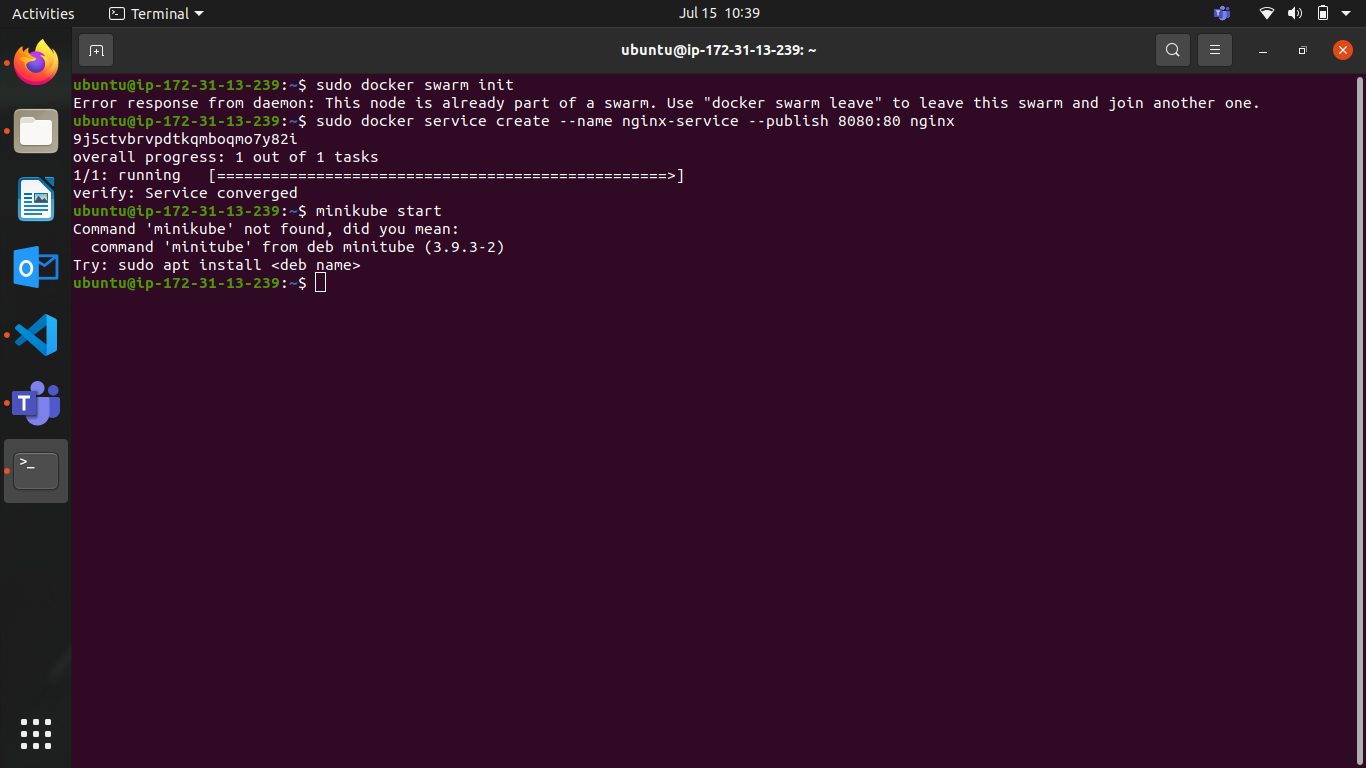 Activities
Terminal
Jul 15 10:39
ubuntu@ip-172-31-13-239: ~
ubuntu@ip-172-31-13-239:~$ sudo docker swarm init
Error response from daemon: This node is already part of a swarm. Use "docker swarm leave" to leave this swarm and join another one.
ubuntu@ip-172-31-13-239:~$ sudo docker service create --name nginx-service --publish 8080:80 nginx
9j5ctvbrvpdtkqmboqmo7y82i
overall progress: 1 out of 1 tasks
1/1: running   [==================================================>]
verify: Service converged
ubuntu@ip-172-31-13-239:~$ minikube start
Command 'minikube' not found, did you mean:
  command 'minitube' from deb minitube (3.9.3-2)
Try: sudo apt install <deb name>
ubuntu@ip-172-31-13-239:~$